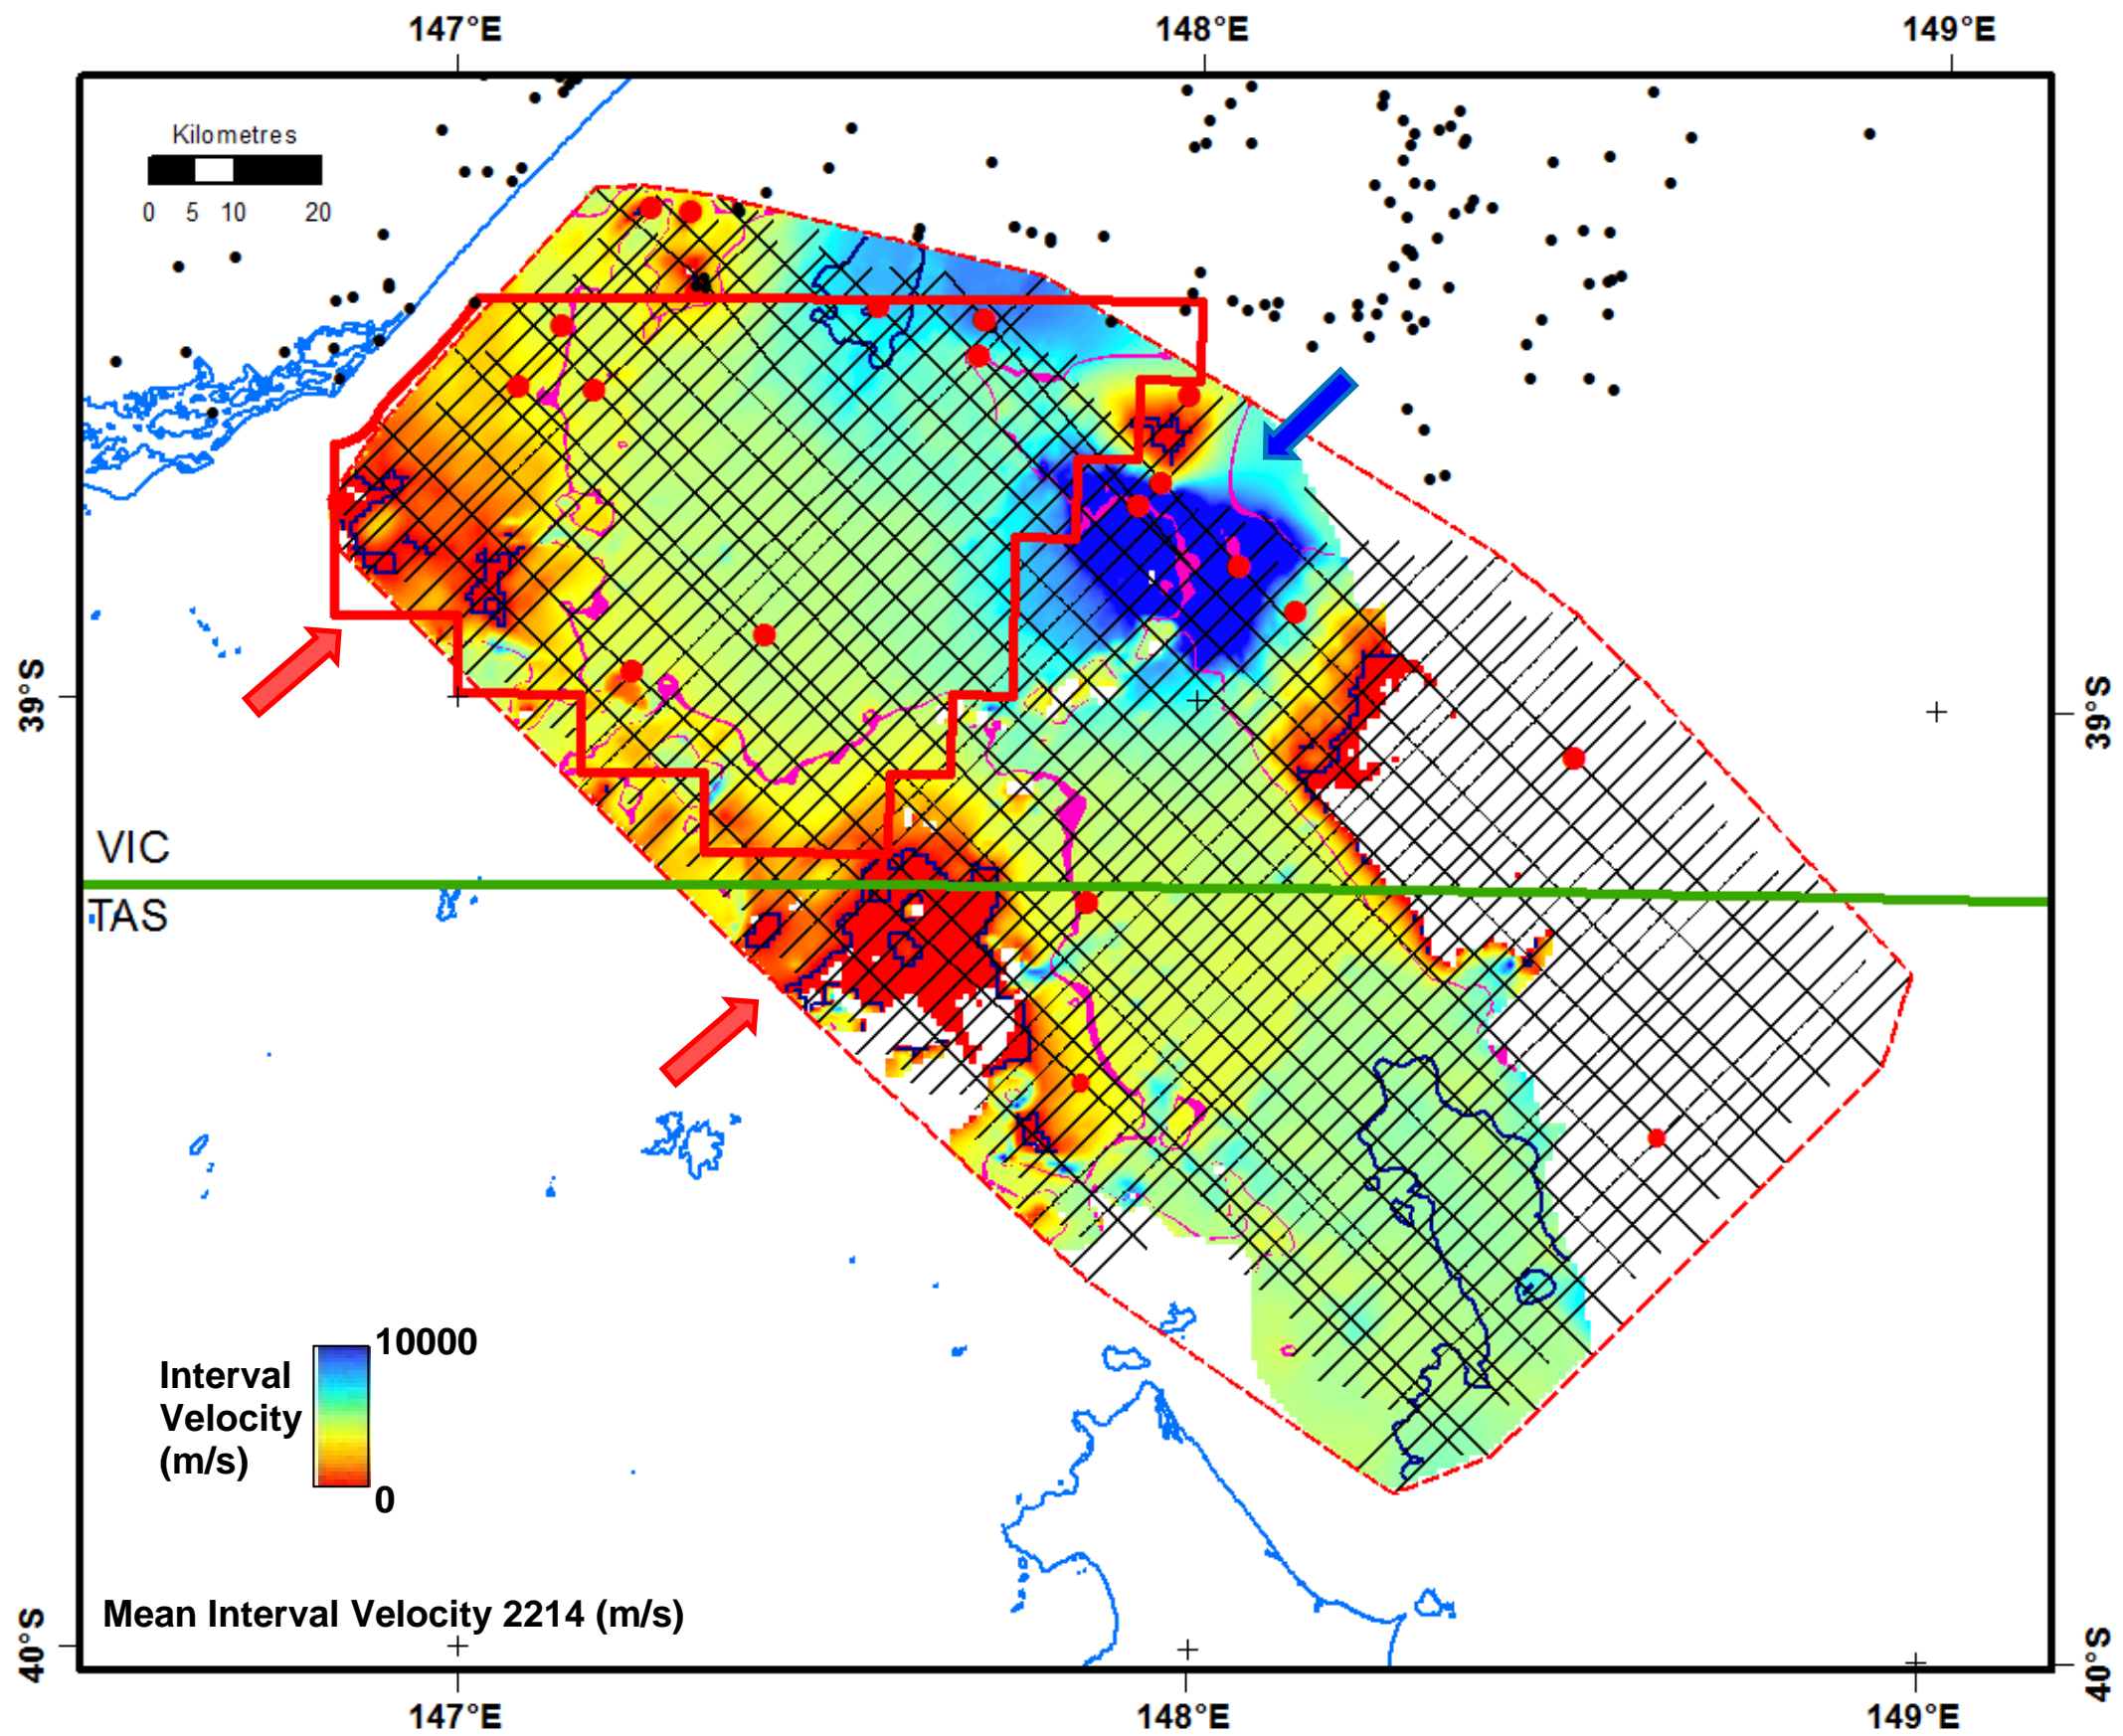 147°E 148°E 149°E
Kilometres
0 5 10 20
39°S 39°S
VIC
TAS
10000
Interval
Velocity
(m/s)
0
Mean Interval Velocity 2214 (m/s)
40°S 40°S
147°E 148°E 149°E